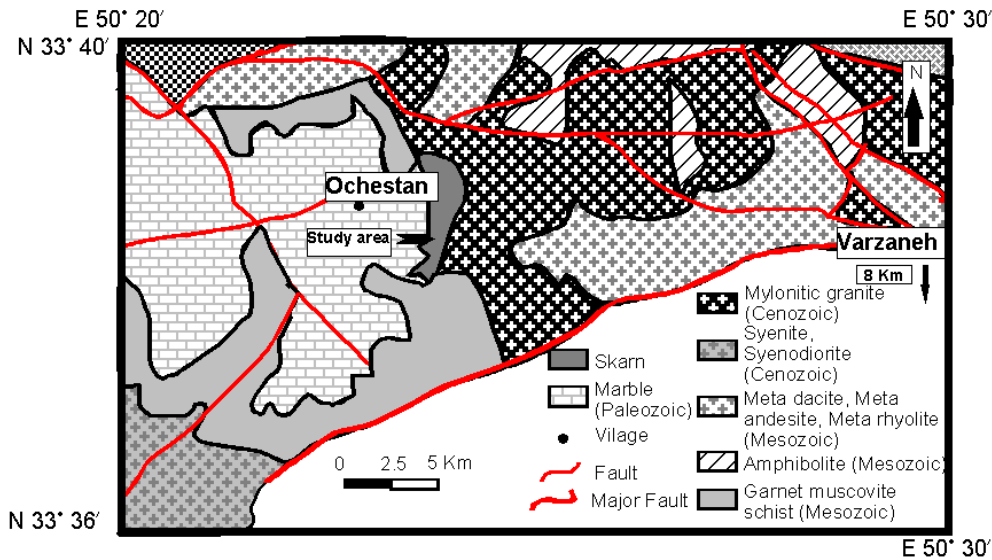 E 50° 20′
E 50° 30′
N 33° 40′
N
Ochestan
Study area
Varzaneh
8 Km
Mylonitic granite
(Cenozoic)
Syenite,
Syenodiorite
(Cenozoic)
Meta dacite, Meta
andesite, Meta rhyolite
(Mesozoic)
Amphibolite (Mesozoic)
Garnet muscovite
schist (Mesozoic)
Skarn
Marble
(Paleozoic)
Vilage
Fault
Major Fault
0 2.5 5 Km
N 33° 36′
E 50° 30′